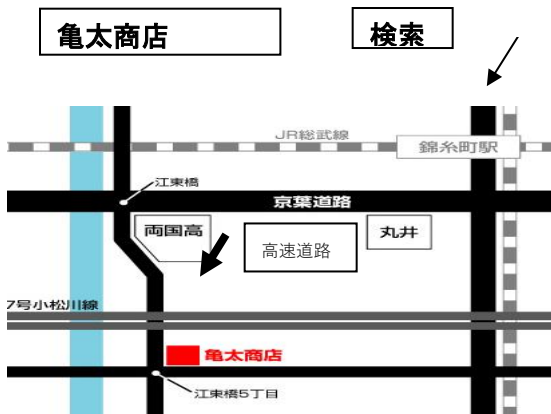 亀太商店
検索
JR総武線
錦糸町駅
江東橋
京葉道路
両国高
高速道路
丸井
7号小松川線
亀太商店
江東橋5丁目